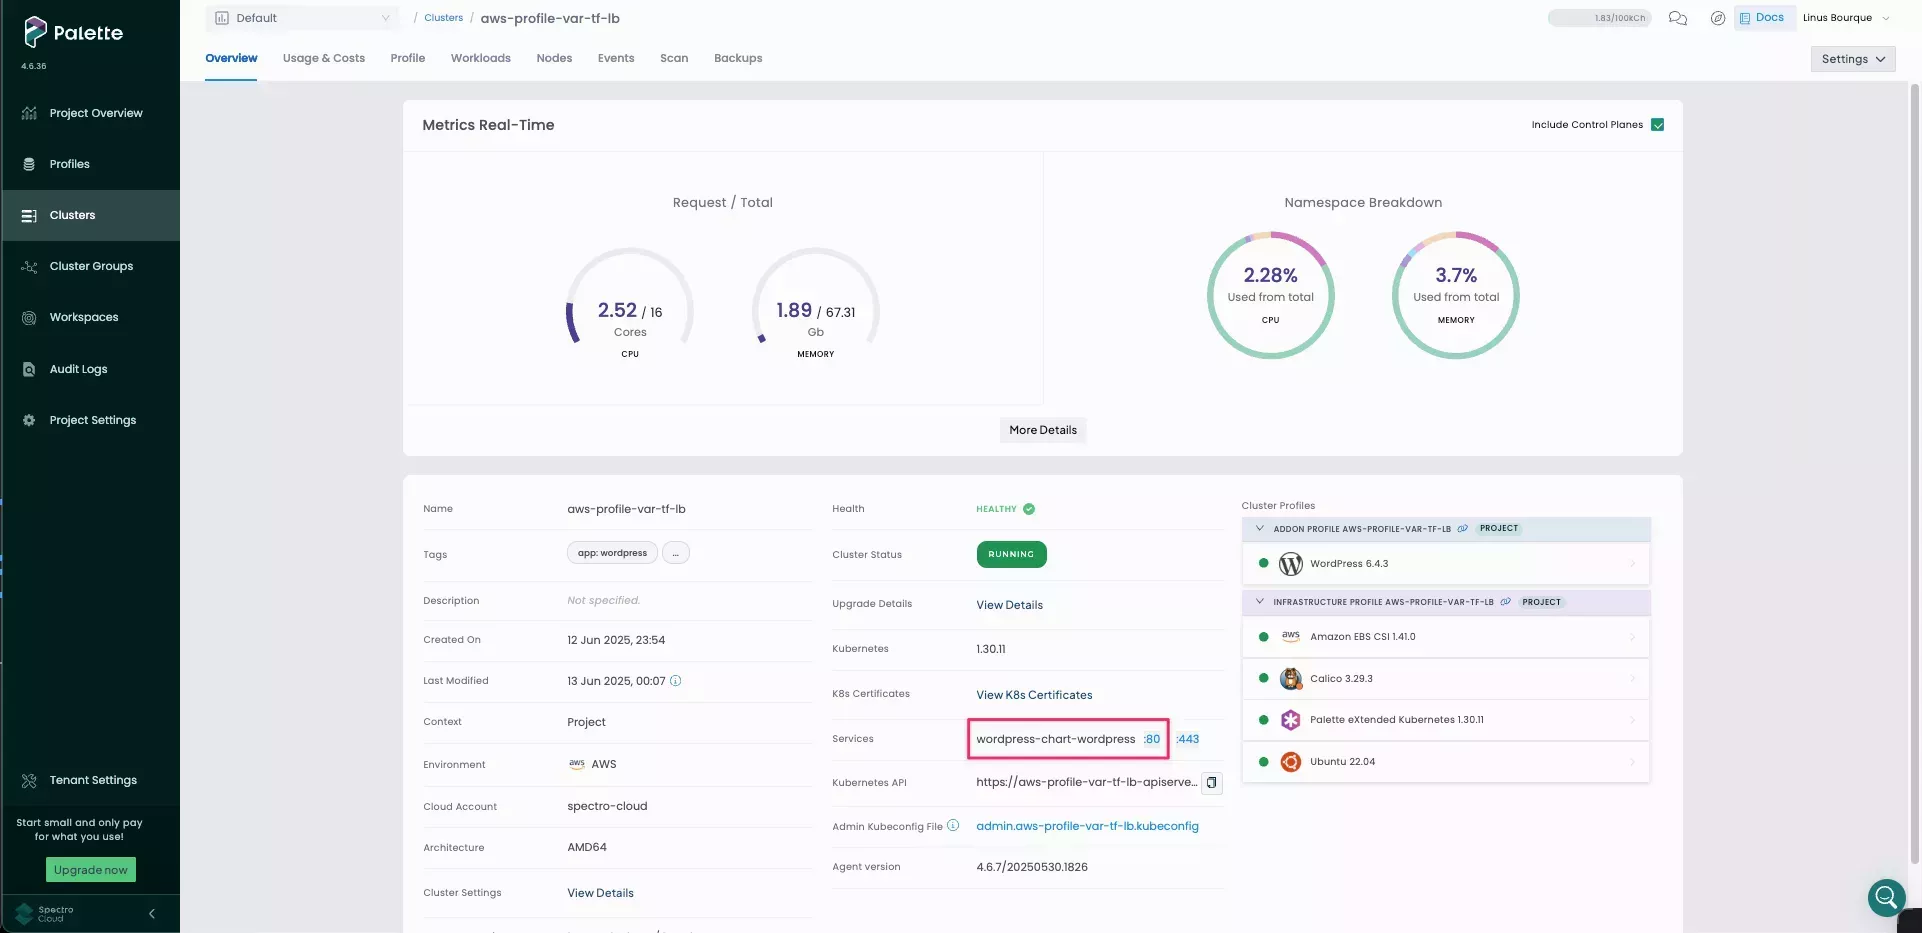 Palette
4.6.36
Project Overview
Profiles
Clusters
Cluster Groups
Workspaces
Audit Logs
Project Settings
Tenant Settings
Start small and only pay
for what you use!
Upgrade now
Spectro
Cloud
Default
/ Clusters / aws-profile-var-tf-lb
1.83/100kCh
Docs
Linus Bourque
Overview Usage & Costs Profile Workloads Nodes Events Scan Backups
Settings
Metrics Real-Time
Include Control Planes
Request / Total
2.52 / 16
Cores
CPU
1.89 / 67.31
Gb
MEMORY
Namespace Breakdown
2.28%
Used from total
CPU
3.7%
Used from total
MEMORY
More Details
Name aws-profile-var-tf-lb
Tags app: wordpress ...
Description Not specified.
Created On 12 Jun 2025, 23:54
Last Modified 13 Jun 2025, 00:07
Context Project
Environment aws AWS
Cloud Account spectro-cloud
Architecture AMD64
Cluster Settings View Details
Health HEALTHY
Cluster Status RUNNING
Upgrade Details View Details
Kubernetes 1.30.11
K8s Certificates View K8s Certificates
Services wordpress-chart-wordpress :80 :443
Kubernetes API https://aws-profile-var-tf-lb-apiserve...
Admin Kubeconfig File admin.aws-profile-var-tf-lb.kubeconfig
Agent version 4.6.7/20250530.1826
Cluster Profiles
ADDON PROFILE AWS-PROFILE-VAR-TF-LB PROJECT
WordPress 6.4.3
INFRASTRUCTURE PROFILE AWS-PROFILE-VAR-TF-LB PROJECT
aws Amazon EBS CSI 1.41.0
Calico 3.29.3
Palette eXtended Kubernetes 1.30.11
Ubuntu 22.04